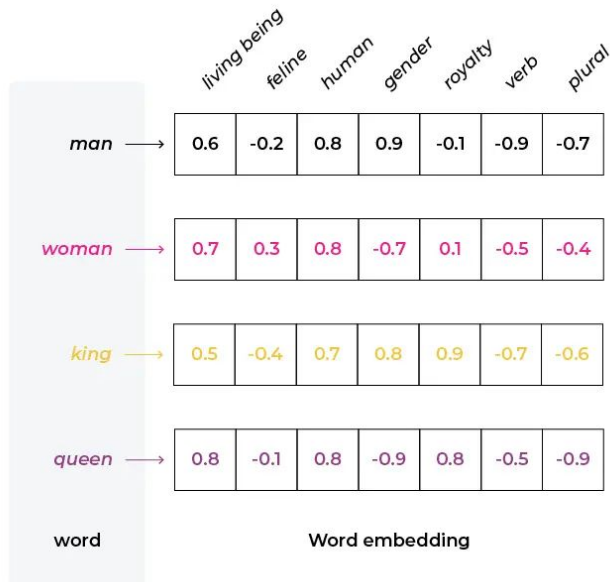 living being feline human gender royalty verb plural
man 0.6 -0.2 0.8 0.9 -0.1 -0.9 -0.7
woman 0.7 0.3 0.8 -0.7 0.1 -0.5 -0.4
king 0.5 -0.4 0.7 0.8 0.9 -0.7 -0.6
queen 0.8 -0.1 0.8 -0.9 0.8 -0.5 -0.9
word Word embedding